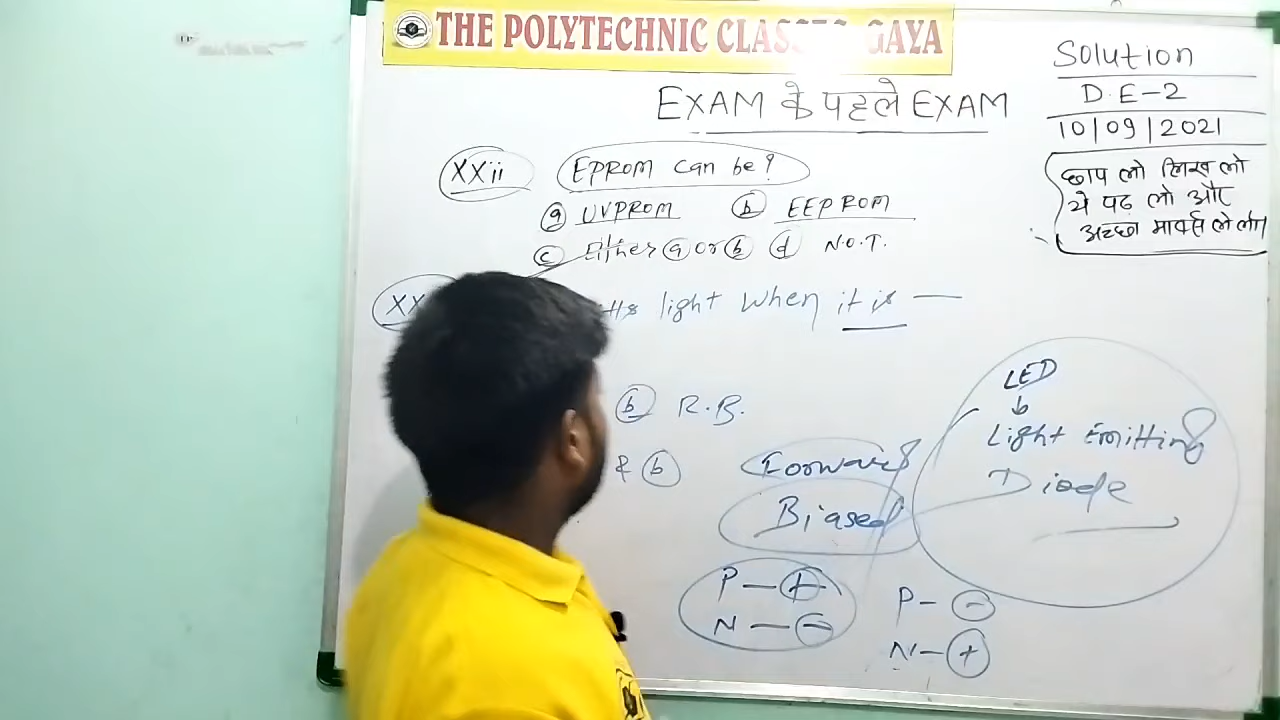 THE POLYTECHNIC CLASSES GAYA
EXAM के पहले EXAM
Solution
D.E-2
10/09/2021
छाप लो लिख लो
ये पढ़ लो और
अच्छा मार्क्स ले लो
XXii EPROM can be?
a UVPROM b EEPROM
c Either a or b d N.O.T.
XX light when it is —
b R.B.
& b
Forward
Biased
P — +
N — -
P - -
N - +
LED
Light Emitting
Diode